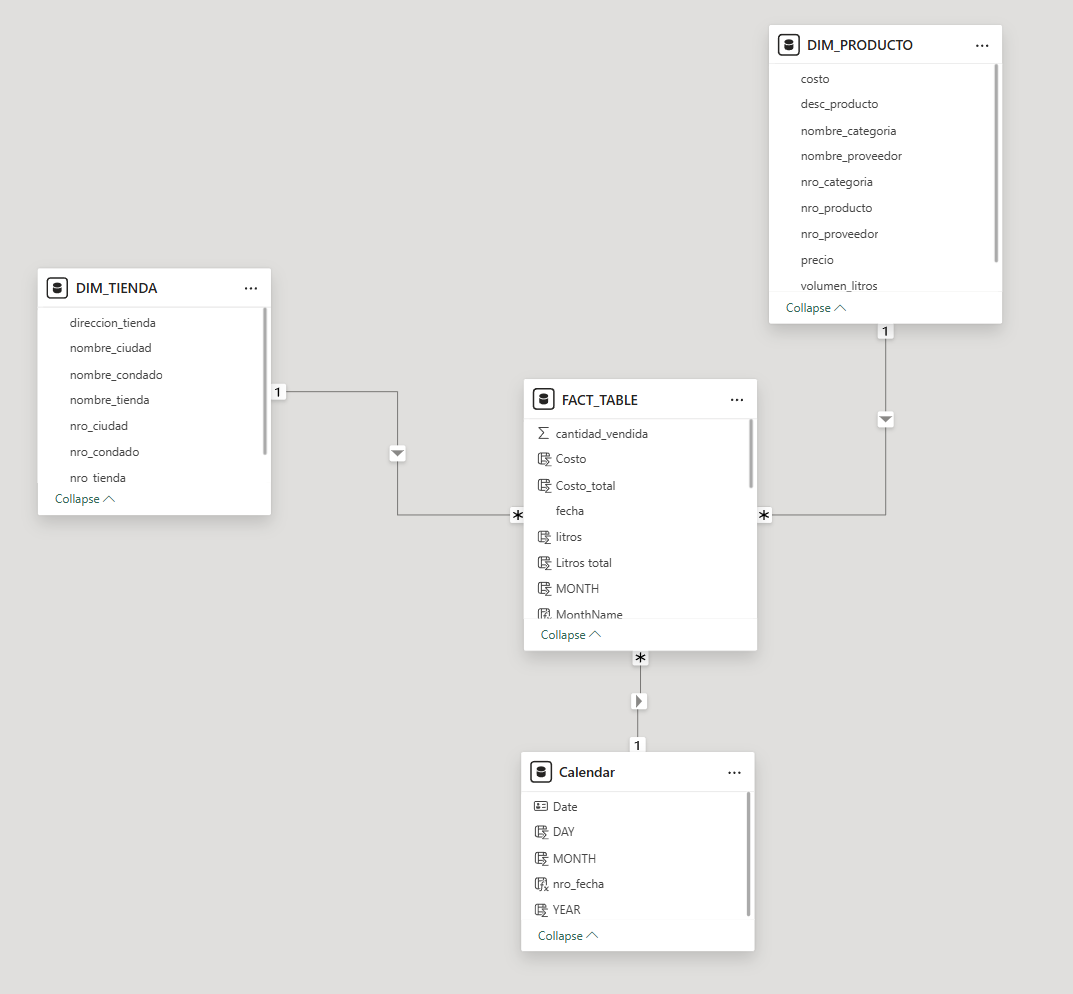 DIM_PRODUCTO
costo
desc_producto
nombre_categoria
nombre_proveedor
nro_categoria
nro_producto
nro_proveedor
precio
volumen_litros
Collapse
1
DIM_TIENDA
direccion_tienda
nombre_ciudad
nombre_condado
nombre_tienda
nro_ciudad
nro_condado
nro_tienda
Collapse
1
*
FACT_TABLE
cantidad_vendida
Costo
Costo_total
fecha
litros
Litros total
MONTH
MonthName
Collapse
*
*
1
Calendar
Date
DAY
MONTH
nro_fecha
YEAR
Collapse